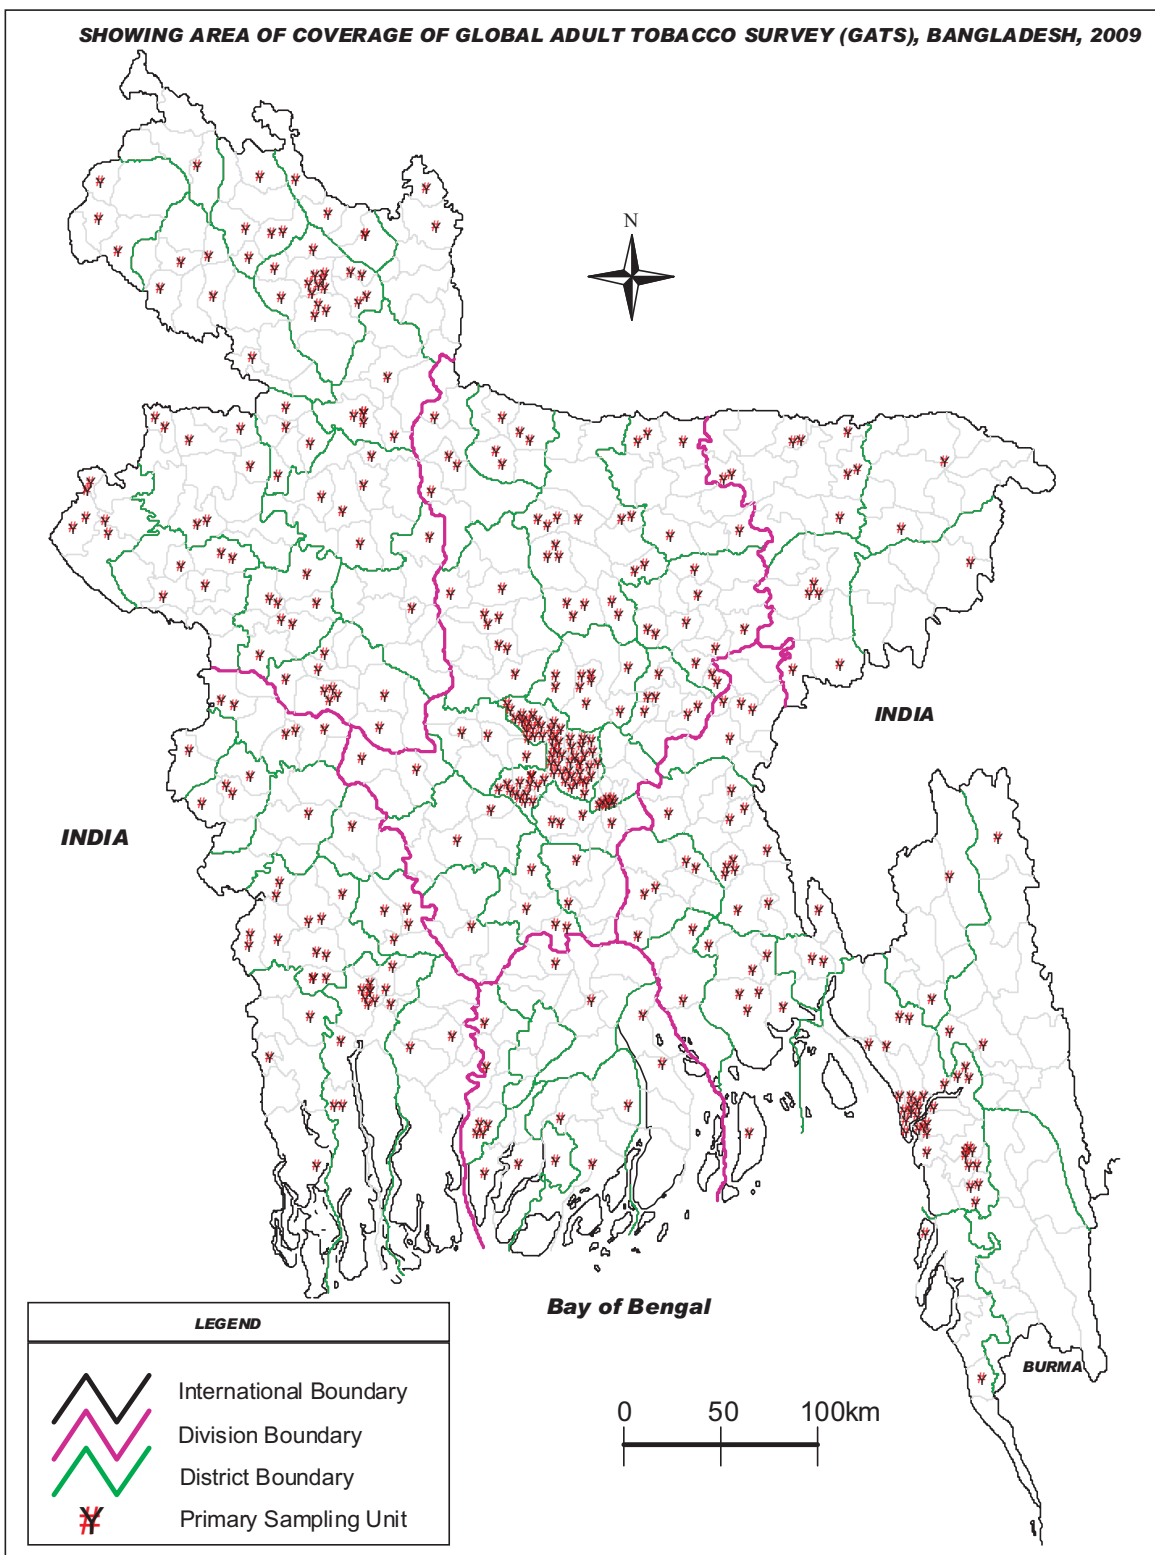 SHOWING AREA OF COVERAGE OF GLOBAL ADULT TOBACCO SURVEY (GATS), BANGLADESH, 2009
N
INDIA
INDIA
Bay of Bengal
BURMA
LEGEND
International Boundary
Division Boundary
District Boundary
Primary Sampling Unit
0 50 100km